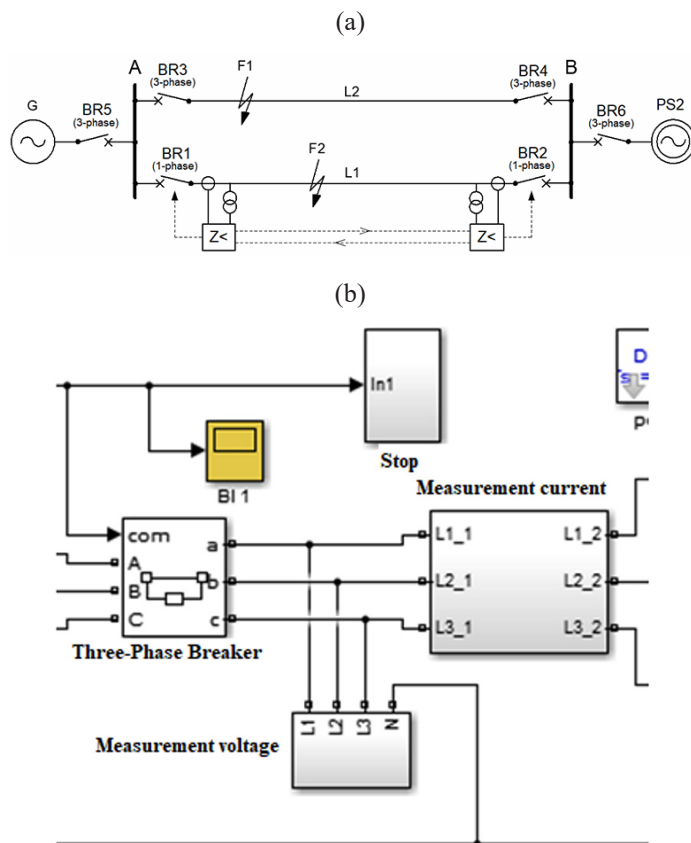 (a)
A
B
F1
BR3
(3-phase)
BR4
(3-phase)
G
BR5
(3-phase)
L2
BR6
(3-phase)
PS2
F2
BR1
(1-phase)
L1
BR2
(1-phase)
Z<
Z<
(b)
In1
D
s =
BI 1
Stop
Measurement current
com
A
B
C
a
b
c
L1_1
L2_1
L3_1
L1_2
L2_2
L3_2
Three-Phase Breaker
L1
L2
L3
N
Measurement voltage